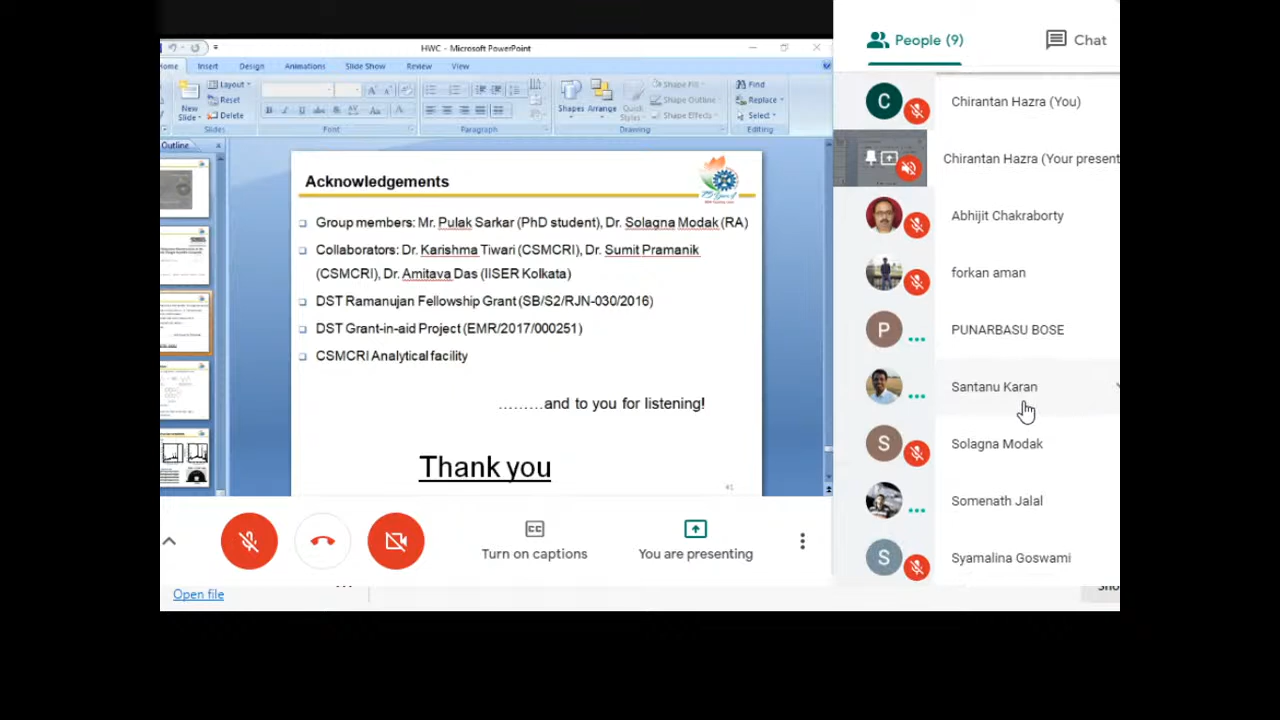 People (9)
Chat
HWC - Microsoft PowerPoint
Home
Insert
Design
Animations
Slide Show
Review
View
Layout
Reset
Delete
New
Slide
Slides
Font
Paragraph
Shapes
Arrange
Quick
Styles
Shape Fill
Shape Outline
Shape Effects
Drawing
Find
Replace
Select
Editing
Outline
Acknowledgements
Group members: Mr. Pulak Sarkar (PhD student), Dr. Solagna Modak (RA)
Collaborators: Dr. Karishma Tiwari (CSMCRI), Dr. Sumit Pramanik
(CSMCRI), Dr. Amitava Das (IISER Kolkata)
DST Ramanujan Fellowship Grant (SB/S2/RJN-030/2016)
DST Grant-in-aid Project (EMR/2017/000251)
CSMCRI Analytical facility
.........and to you for listening!
Thank you
41
Chirantan Hazra (You)
Chirantan Hazra (Your present
Abhijit Chakraborty
forkan aman
PUNARBASU BOSE
Santanu Karan
Solagna Modak
Somenath Jalal
Syamalina Goswami
CC
Turn on captions
You are presenting
Open file